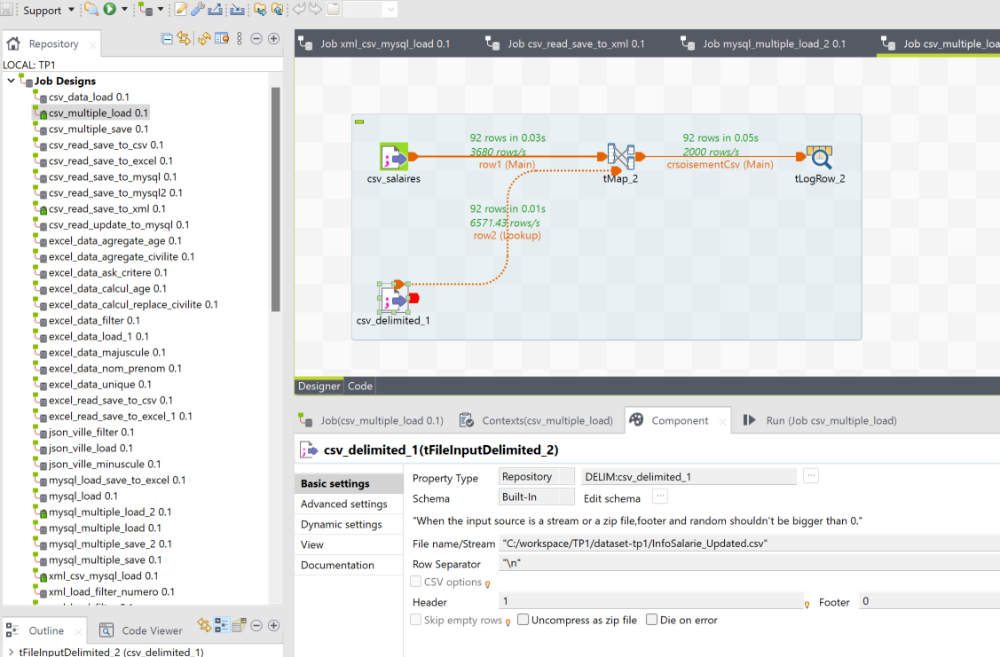 Support
Repository
Job xml_csv_mysql_load 0.1
Job csv_read_save_to_xml 0.1
Job mysql_multiple_load_2 0.1
Job csv_multiple_loa
LOCAL: TP1
Job Designs
csv_data_load 0.1
csv_multiple_load 0.1
csv_multiple_save 0.1
csv_read_save_to_csv 0.1
csv_read_save_to_excel 0.1
csv_read_save_to_mysql 0.1
csv_read_save_to_mysql2 0.1
csv_read_save_to_xml 0.1
csv_read_update_to_mysql 0.1
excel_data_agregate_age 0.1
excel_data_agregate_civilite 0.1
excel_data_ask_critere 0.1
excel_data_calcul_age 0.1
excel_data_calcul_replace_civilite 0.1
excel_data_filter 0.1
excel_data_load_1 0.1
excel_data_majuscule 0.1
excel_data_nom_prenom 0.1
excel_data_unique 0.1
excel_read_save_to_csv 0.1
excel_read_save_to_excel_1 0.1
json_ville_filter 0.1
json_ville_load 0.1
json_ville_minuscule 0.1
mysql_load_save_to_excel 0.1
mysql_load 0.1
mysql_multiple_load_2 0.1
mysql_multiple_load 0.1
mysql_multiple_save_2 0.1
mysql_multiple_save 0.1
xml_csv_mysql_load 0.1
xml_load_filter_numero 0.1
92 rows in 0.03s
3680 rows/s
row1 (Main)
92 rows in 0.05s
2000 rows/s
crsoisementCsv (Main)
csv_salaires
tMap_2
tLogRow_2
92 rows in 0.01s
6571.43 rows/s
row2 (Lookup)
csv_delimited_1
Designer
Code
Job(csv_multiple_load 0.1)
Contexts(csv_multiple_load)
Component
Run (Job csv_multiple_load)
csv_delimited_1(tFileInputDelimited_2)
Basic settings
Advanced settings
Dynamic settings
View
Documentation
Property Type
Repository
DELIM:csv_delimited_1
Schema
Built-In
Edit schema
"When the input source is a stream or a zip file,footer and random shouldn't be bigger than 0."
File name/Stream
"C:/workspace/TP1/dataset-tp1/InfoSalarie_Updated.csv"
Row Separator
"\n"
CSV options
Header
1
Footer
0
Skip empty rows
Uncompress as zip file
Die on error
Outline
Code Viewer
tFileInputDelimited_2 (csv_delimited_1)